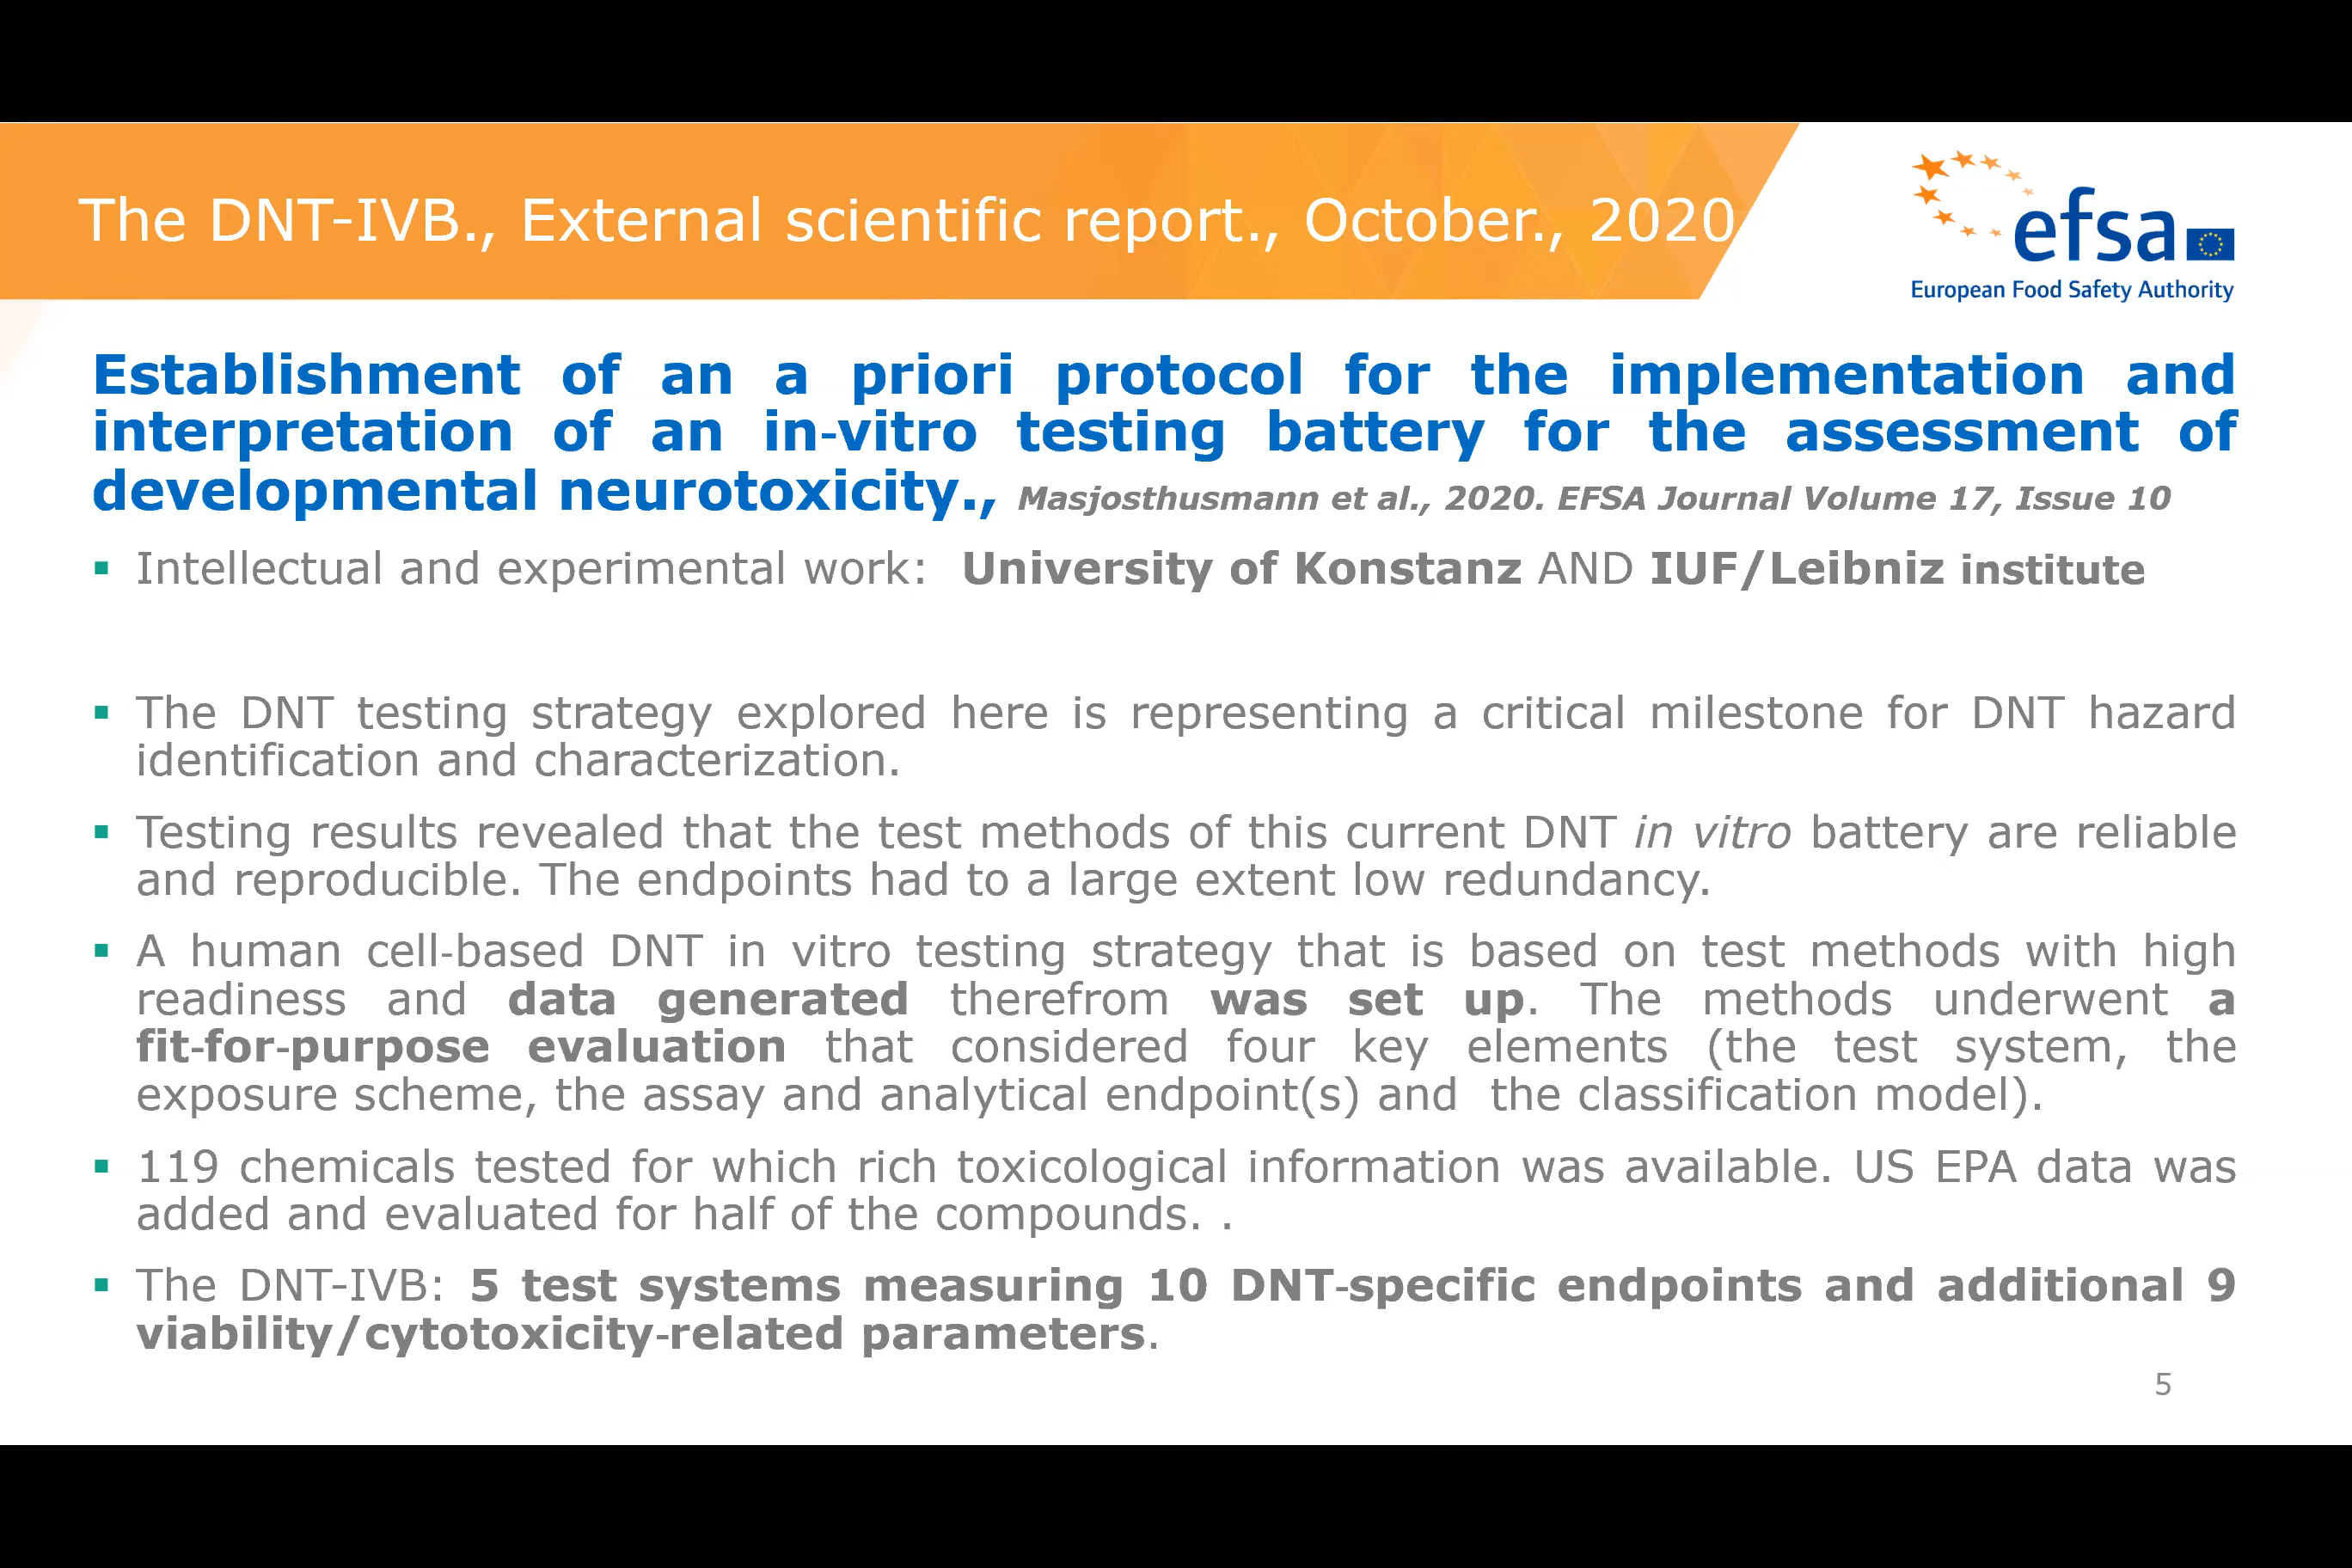 The DNT-IVB., External scientific report., October., 2020
efsa
European Food Safety Authority
Establishment of an a priori protocol for the implementation and
interpretation of an in-vitro testing battery for the assessment of
developmental neurotoxicity., Masjosthusmann et al., 2020. EFSA Journal Volume 17, Issue 10
▪ Intellectual and experimental work:  University of Konstanz AND IUF/Leibniz institute
▪ The DNT testing strategy explored here is representing a critical milestone for DNT hazard
identification and characterization.
▪ Testing results revealed that the test methods of this current DNT in vitro battery are reliable
and reproducible. The endpoints had to a large extent low redundancy.
▪ A human cell-based DNT in vitro testing strategy that is based on test methods with high
readiness and data generated therefrom was set up. The methods underwent a
fit-for-purpose evaluation that considered four key elements (the test system, the
exposure scheme, the assay and analytical endpoint(s) and  the classification model).
▪ 119 chemicals tested for which rich toxicological information was available. US EPA data was
added and evaluated for half of the compounds. .
▪ The DNT-IVB: 5 test systems measuring 10 DNT-specific endpoints and additional 9
viability/cytotoxicity-related parameters.
5